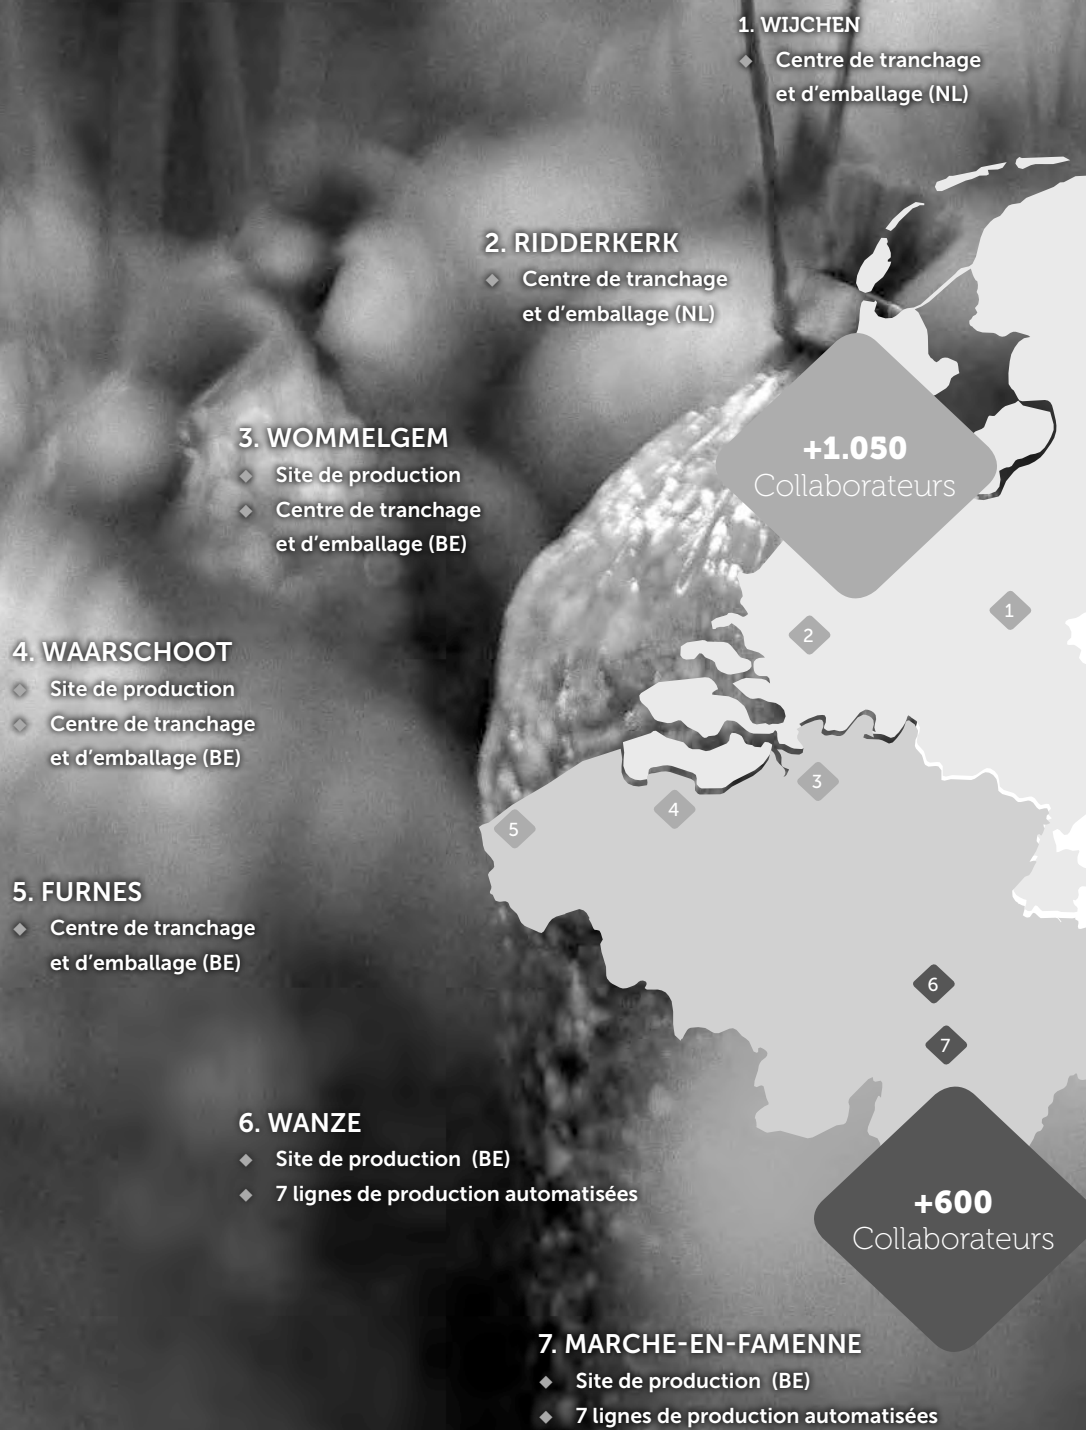 1. WIJCHEN
◆ Centre de tranchage
et d’emballage (NL)
2. RIDDERKERK
◆ Centre de tranchage
et d’emballage (NL)
3. WOMMELGEM
◆ Site de production
◆ Centre de tranchage
et d’emballage (BE)
4. WAARSCHOOT
◆ Site de production
◆ Centre de tranchage
et d’emballage (BE)
5. FURNES
◆ Centre de tranchage
et d’emballage (BE)
6. WANZE
◆ Site de production (BE)
◆ 7 lignes de production automatisées
7. MARCHE-EN-FAMENNE
◆ Site de production (BE)
◆ 7 lignes de production automatisées
+1.050
Collaborateurs
1
2
3
4
5
6
7
+600
Collaborateurs